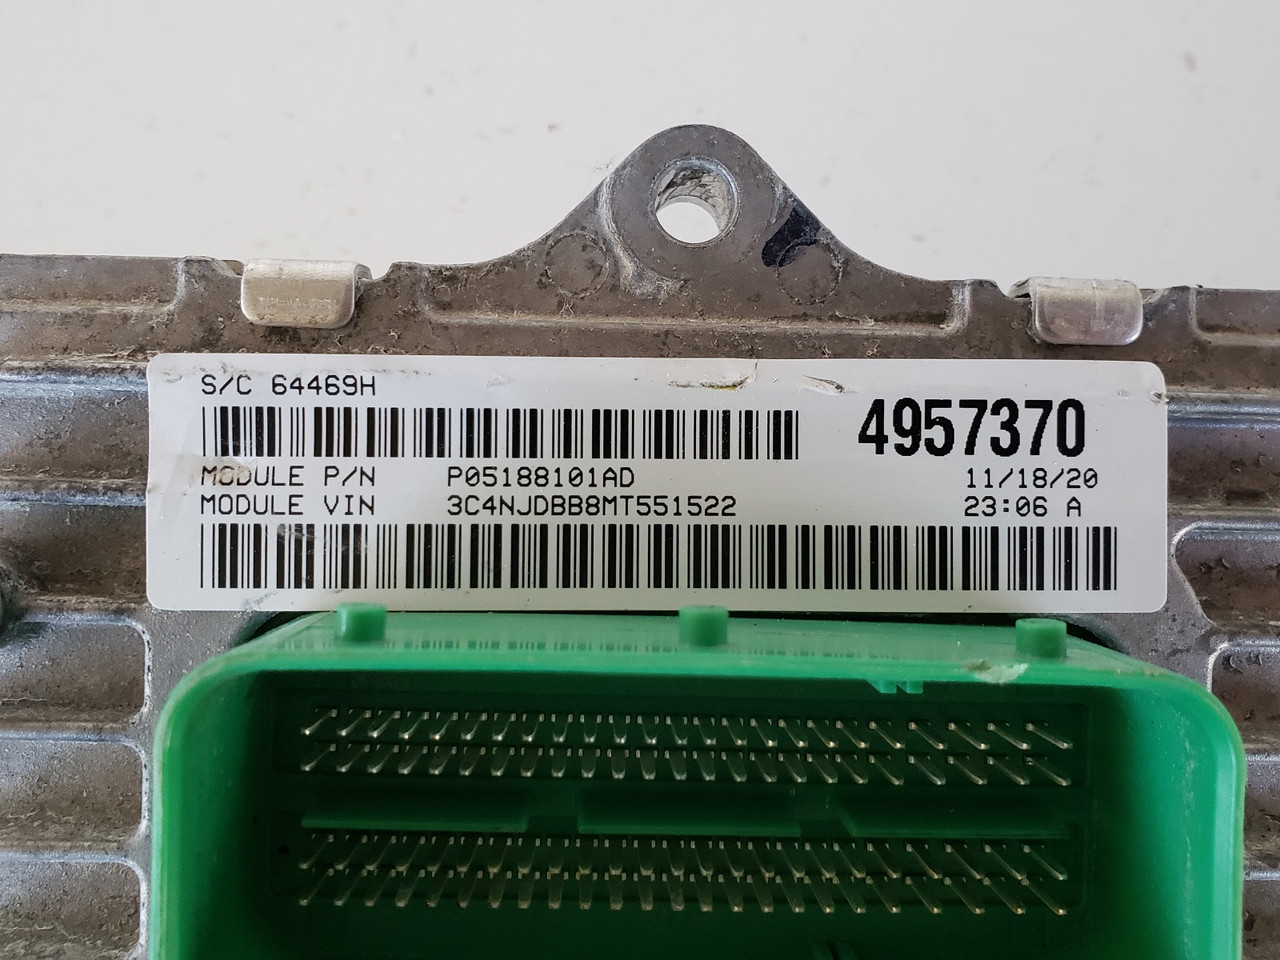 S/C 64469H
4957370
MODULE P/N P05188101AD 11/18/20
MODULE VIN 3C4NJDBB8MT551522 23:06 A